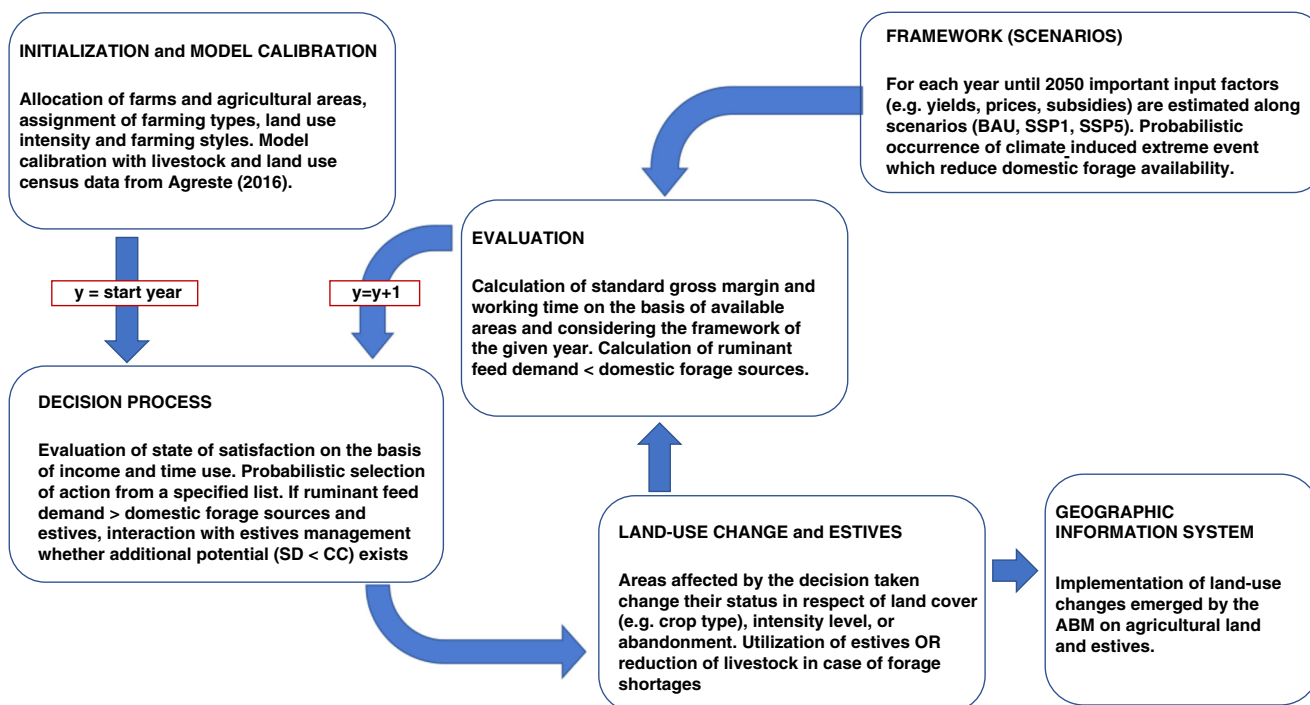 INITIALIZATION and MODEL CALIBRATION
Allocation of farms and agricultural areas,
assignment of farming types, land use
intensity and farming styles. Model
calibration with livestock and land use
census data from Agreste (2016).
FRAMEWORK (SCENARIOS)
For each year until 2050 important input factors
(e.g. yields, prices, subsidies) are estimated along
scenarios (BAU, SSP1, SSP5). Probabilistic
occurrence of climate-induced extreme event
which reduce domestic forage availability.
y = start year
y=y+1
EVALUATION
Calculation of standard gross margin and
working time on the basis of available
areas and considering the framework of
the given year. Calculation of ruminant
feed demand < domestic forage sources.
DECISION PROCESS
Evaluation of state of satisfaction on the basis
of income and time use. Probabilistic selection
of action from a specified list. If ruminant feed
demand > domestic forage sources and
estives, interaction with estives management
whether additional potential (SD < CC) exists
LAND-USE CHANGE and ESTIVES
Areas affected by the decision taken
change their status in respect of land cover
(e.g. crop type), intensity level, or
abandonment. Utilization of estives OR
reduction of livestock in case of forage
shortages
GEOGRAPHIC
INFORMATION SYSTEM
Implementation of land-use
changes emerged by the
ABM on agricultural land
and estives.